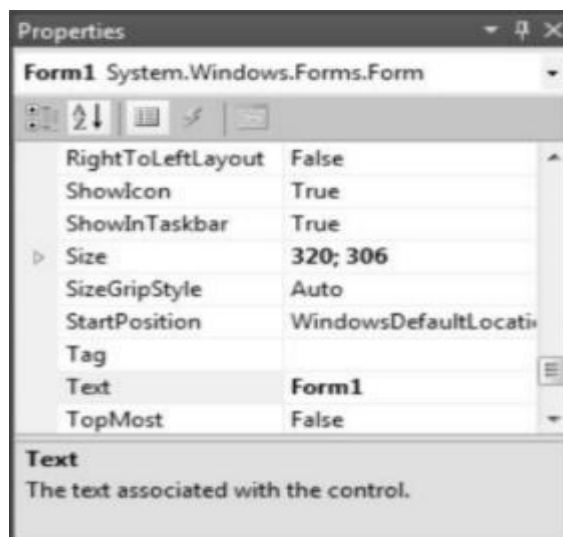 Properties
Form1 System.Windows.Forms.Form
RightToLeftLayout False
ShowIcon True
ShowInTaskbar True
Size 320; 306
SizeGripStyle Auto
StartPosition WindowsDefaultLocati
Tag
Text Form1
TopMost False
Text
The text associated with the control.